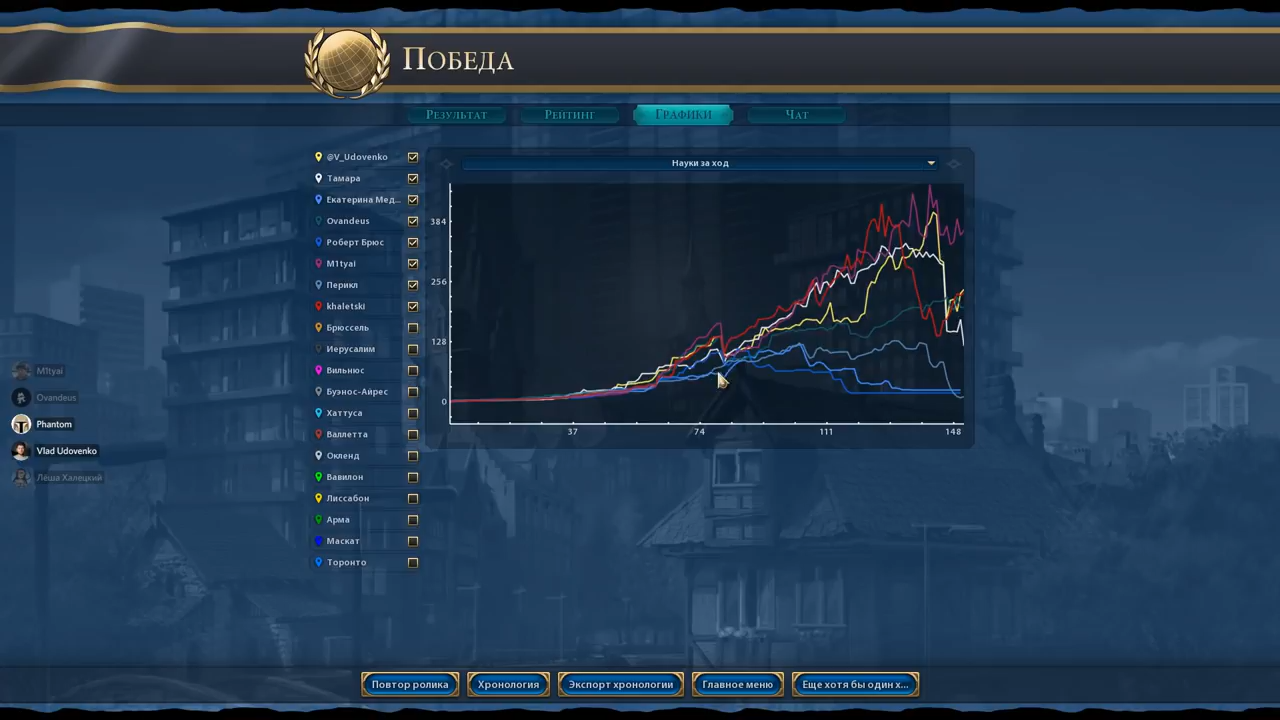 Победа
Результат
Рейтинг
Графики
Чат
@V_Udovenko
Тамара
Екатерина Мед...
Ovandeus
Роберт Брюс
M1tyai
Перикл
khaletski
Брюссель
Иерусалим
Вильнюс
Буэнос-Айрес
Хаттуса
Валлетта
Окленд
Вавилон
Лиссабон
Арма
Маскат
Торонто
Науки за ход
384
256
128
0
37
74
111
148
M1tyai
Ovandeus
Phantom
Vlad Udovenko
Лёша Халецкий
Повтор ролика
Хронология
Экспорт хронологии
Главное меню
Еще хотя бы один х...